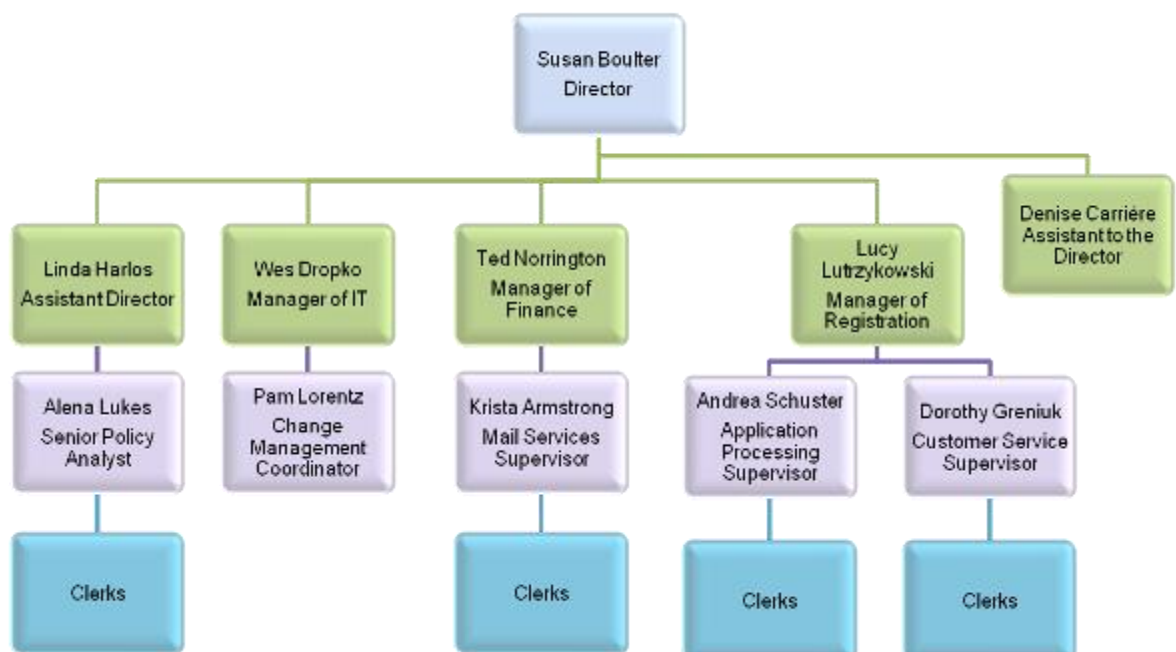 Susan Boulter
Director
Linda Harlos
Assistant Director
Wes Dropko
Manager of IT
Ted Norrington
Manager of
Finance
Lucy
Lutrzykowski
Manager of
Registration
Denise Carrière
Assistant to the
Director
Alena Lukes
Senior Policy
Analyst
Pam Lorentz
Change
Management
Coordinator
Krista Armstrong
Mail Services
Supervisor
Andrea Schuster
Application
Processing
Supervisor
Dorothy Greniuk
Customer Service
Supervisor
Clerks
Clerks
Clerks
Clerks